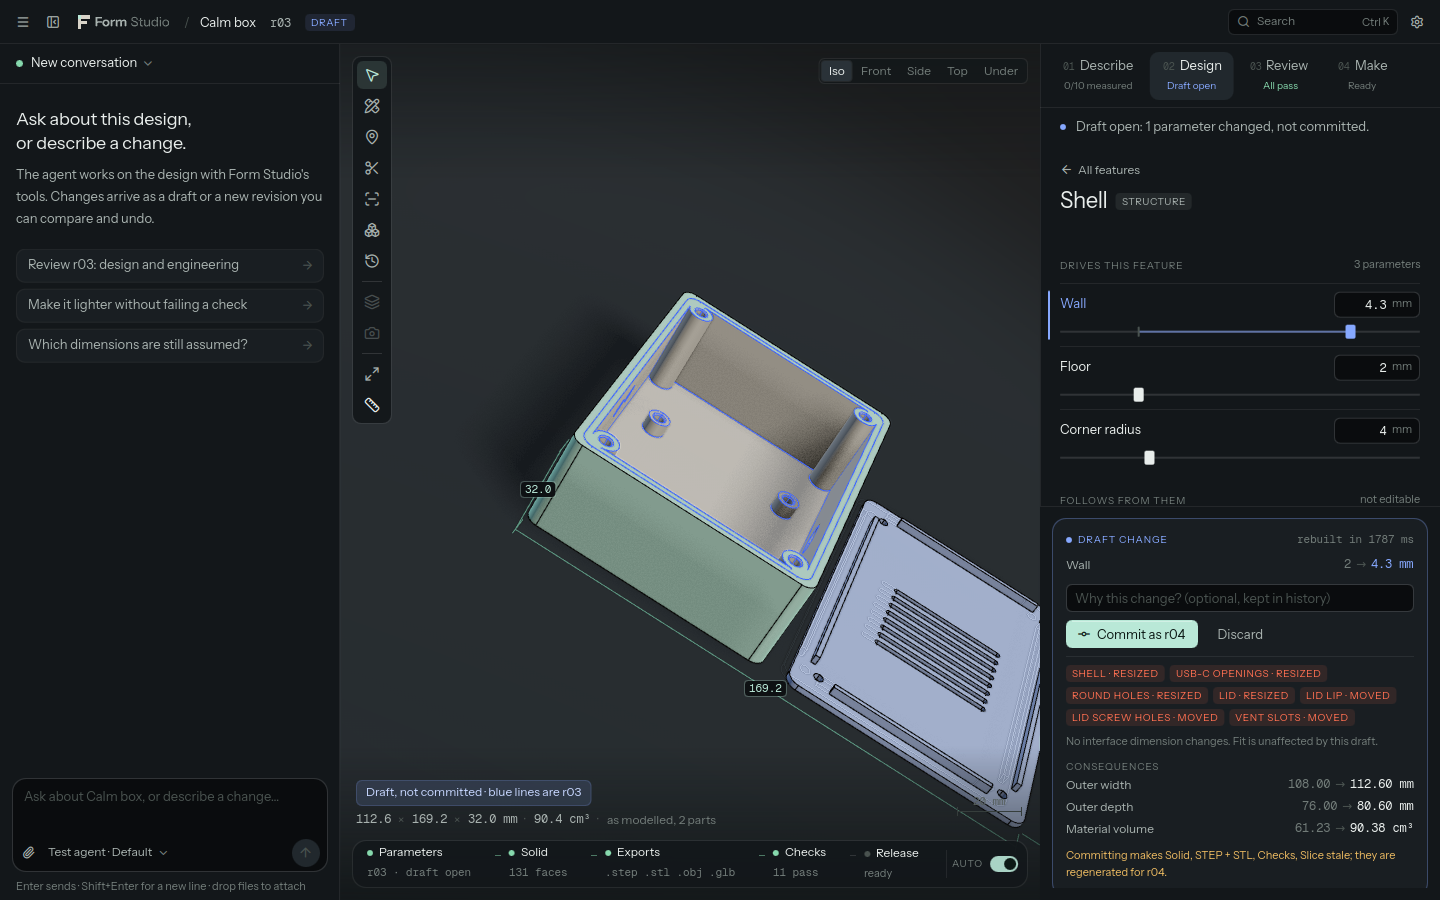 Form Studio / Calm box r03 DRAFT
Search Ctrl K
New conversation
Ask about this design,
or describe a change.
The agent works on the design with Form Studio's
tools. Changes arrive as a draft or a new revision you
can compare and undo.
Review r03: design and engineering
Make it lighter without failing a check
Which dimensions are still assumed?
Ask about Calm box, or describe a change...
Test agent · Default
Enter sends · Shift+Enter for a new line · drop files to attach
Iso Front Side Top Under
32.0
169.2
Draft, not committed · blue lines are r03
112.6 × 169.2 × 32.0 mm · 90.4 cm³ · as modelled, 2 parts
Parameters
r03 · draft open
Solid
131 faces
Exports
.step .stl .obj .glb
Checks
11 pass
Release
ready
AUTO
01 Describe
0/10 measured
02 Design
Draft open
03 Review
All pass
04 Make
Ready
Draft open: 1 parameter changed, not committed.
All features
Shell STRUCTURE
DRIVES THIS FEATURE 3 parameters
Wall 4.3 mm
Floor 2 mm
Corner radius 4 mm
FOLLOWS FROM THEM not editable
DRAFT CHANGE rebuilt in 1787 ms
Wall 2 → 4.3 mm
Why this change? (optional, kept in history)
Commit as r04 Discard
SHELL · RESIZED USB-C OPENINGS · RESIZED
ROUND HOLES · RESIZED LID · RESIZED LID LIP · MOVED
LID SCREW HOLES · MOVED VENT SLOTS · MOVED
No interface dimension changes. Fit is unaffected by this draft.
CONSEQUENCES
Outer width 108.00 → 112.60 mm
Outer depth 76.00 → 80.60 mm
Material volume 61.23 → 90.38 cm³
Committing makes Solid, STEP + STL, Checks, Slice stale; they are
regenerated for r04.